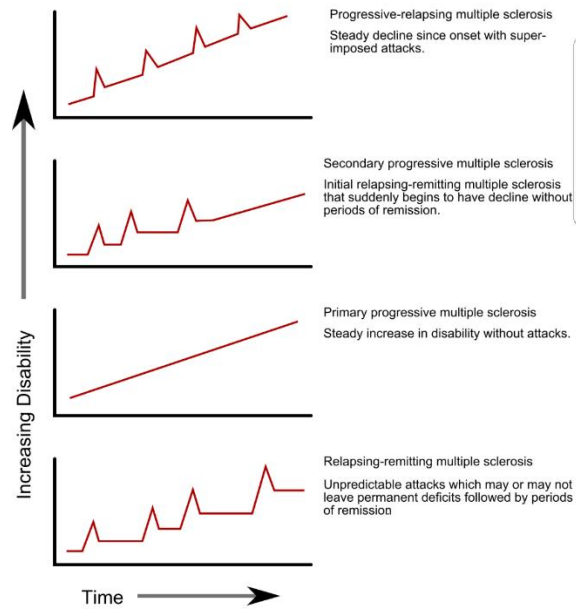 Progressive-relapsing multiple sclerosis
Steady decline since onset with super-
imposed attacks.
Secondary progressive multiple sclerosis
Initial relapsing-remitting multiple sclerosis
that suddenly begins to have decline without
periods of remission.
Primary progressive multiple sclerosis
Steady increase in disability without attacks.
Relapsing-remitting multiple sclerosis
Unpredictable attacks which may or may not
leave permanent deficits followed by periods
of remission
Increasing Disability
Time